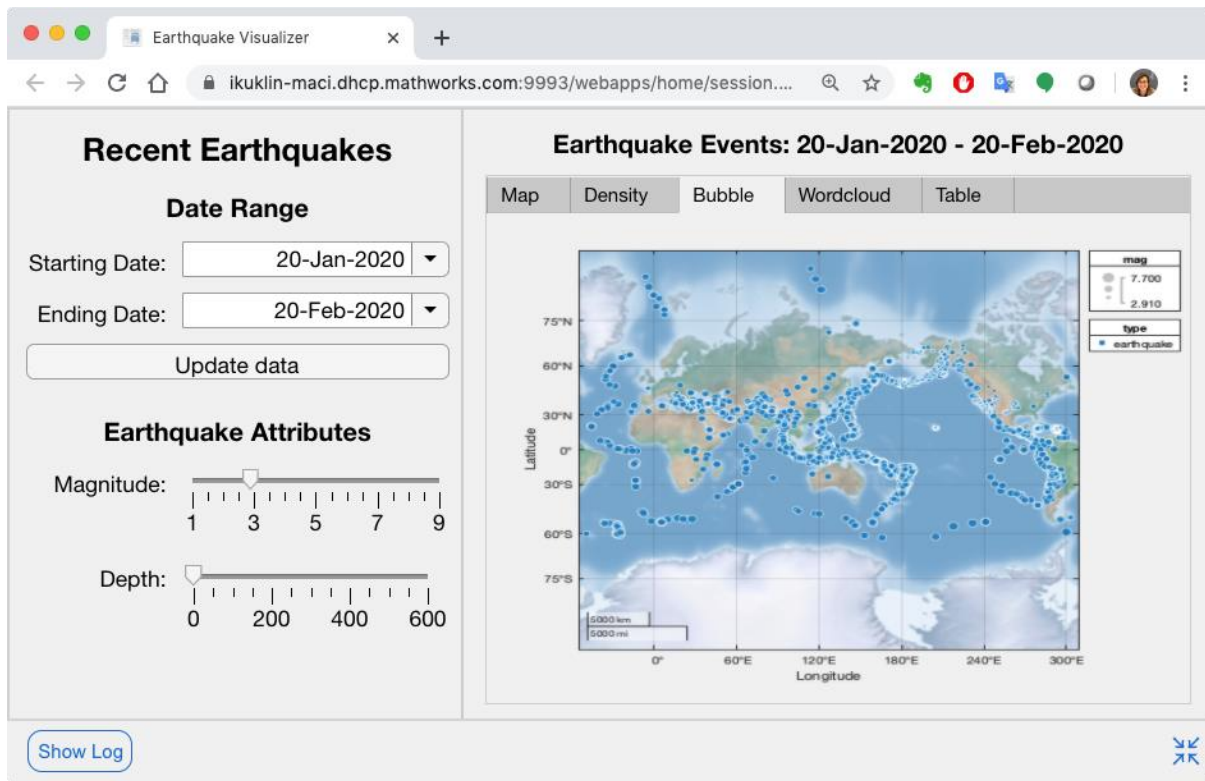 Earthquake Visualizer
ikuklin-maci.dhcp.mathworks.com:9993/webapps/home/session....
Recent Earthquakes
Date Range
Starting Date: 20-Jan-2020
Ending Date: 20-Feb-2020
Update data
Earthquake Attributes
Magnitude:
1 3 5 7 9
Depth:
0 200 400 600
Earthquake Events: 20-Jan-2020 - 20-Feb-2020
Map Density Bubble Wordcloud Table
mag
7.700
2.910
type
earthquake
75°N
60°N
30°N
0°
30°S
60°S
75°S
Latitude
5000 km
5000 mi
0° 60°E 120°E 180°E 240°E 300°E
Longitude
Show Log